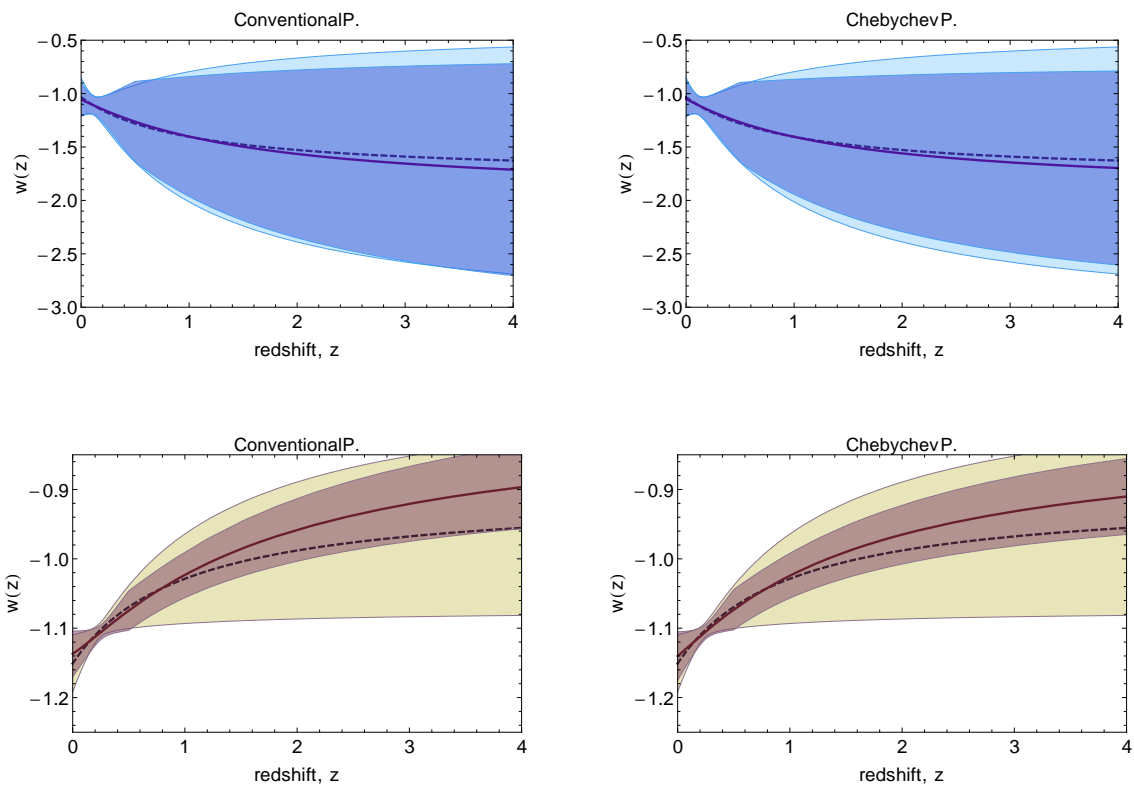 ConventionalP.
−0.5
−1.0
−1.5
−2.0
−2.5
−3.0
w(z)
0 1 2 3 4
redshift, z
ChebychevP.
−0.5
−1.0
−1.5
−2.0
−2.5
−3.0
w(z)
0 1 2 3 4
redshift, z
ConventionalP.
−0.9
−1.0
−1.1
−1.2
w(z)
0 1 2 3 4
redshift, z
ChebychevP.
−0.9
−1.0
−1.1
−1.2
w(z)
0 1 2 3 4
redshift, z